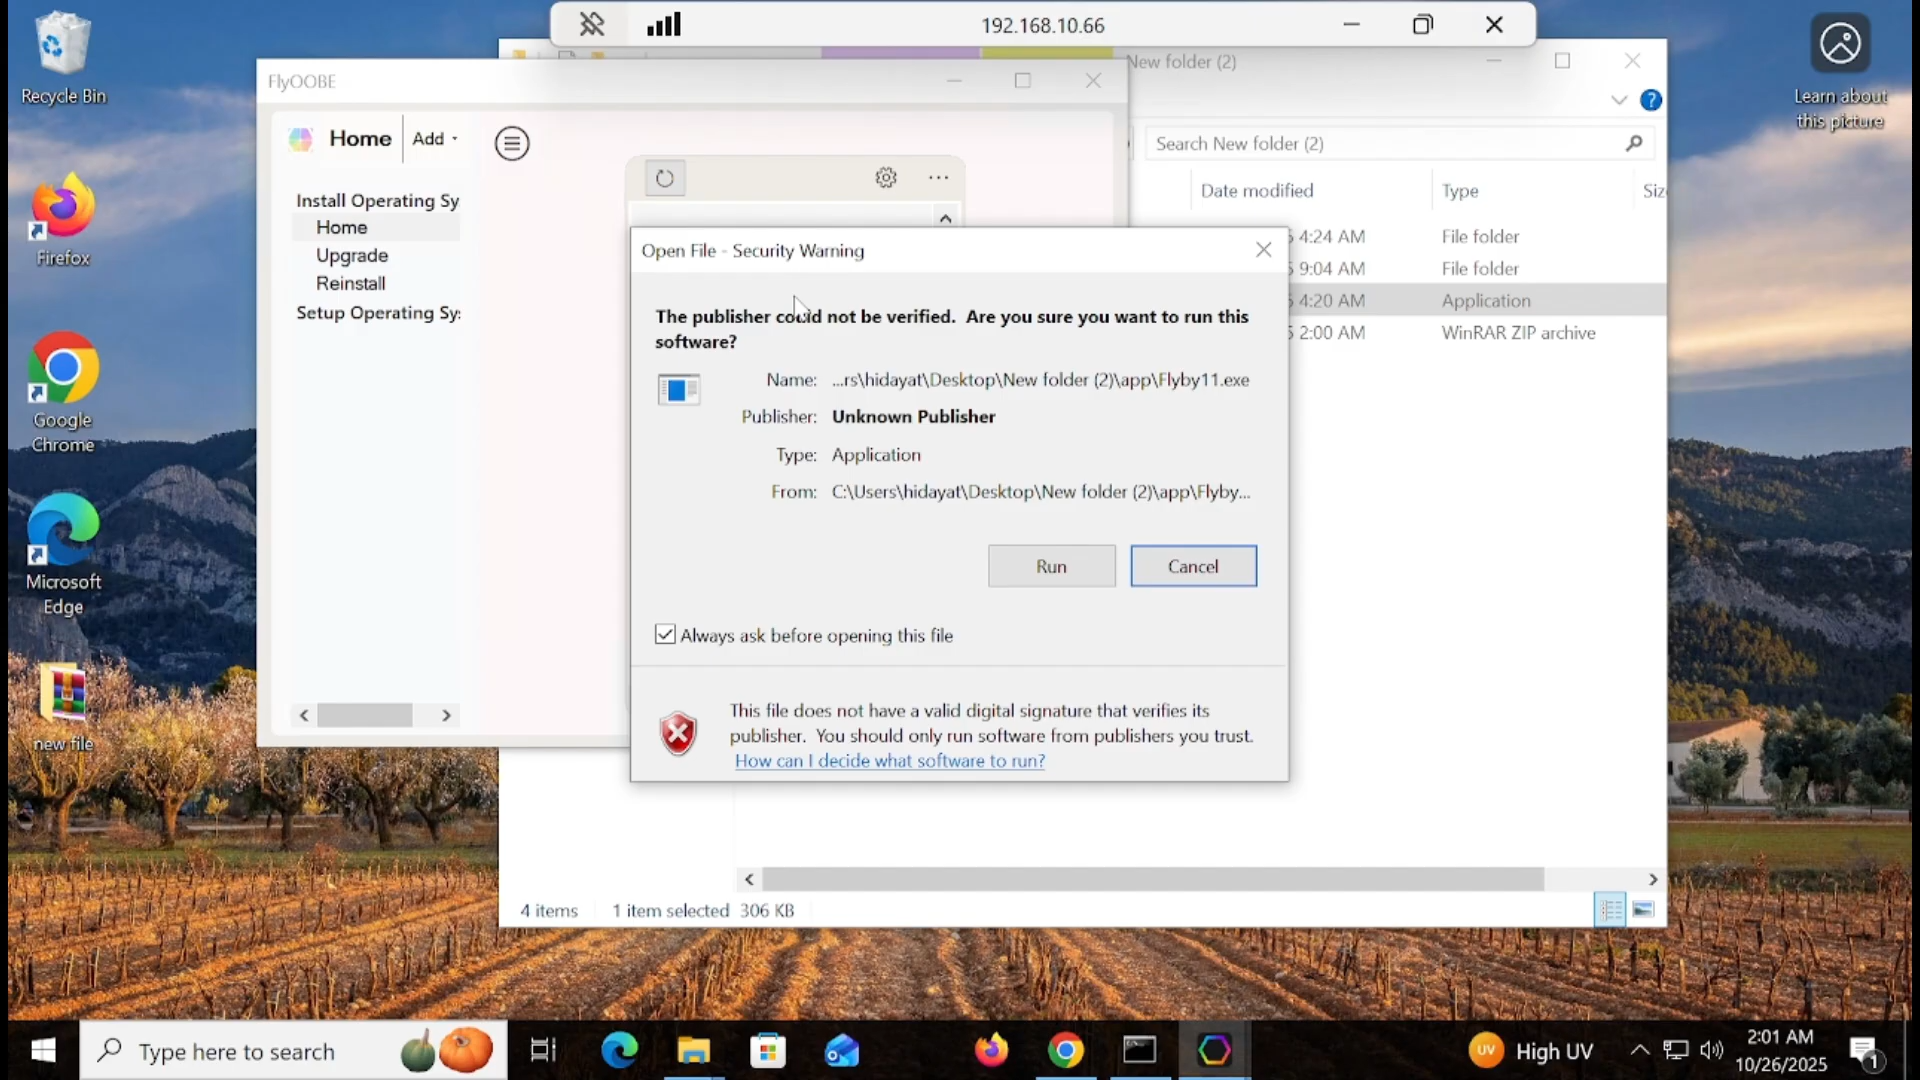 192.168.10.66
Recycle Bin
Firefox
Google
Chrome
Microsoft
Edge
new file
Learn about
this picture
FlyOOBE
Home
Add
Install Operating Sy
Home
Upgrade
Reinstall
Setup Operating Sy
New folder (2)
Search New folder (2)
Date modified
Type
Siz
4:24 AM
File folder
9:04 AM
File folder
4:20 AM
Application
2:00 AM
WinRAR ZIP archive
Open File - Security Warning
The publisher could not be verified. Are you sure you want to run this
software?
Name: ...rs\hidayat\Desktop\New folder (2)\app\Flyby11.exe
Publisher: Unknown Publisher
Type: Application
From: C:\Users\hidayat\Desktop\New folder (2)\app\Flyby...
Run
Cancel
Always ask before opening this file
This file does not have a valid digital signature that verifies its
publisher. You should only run software from publishers you trust.
How can I decide what software to run?
4 items
1 item selected 306 KB
Type here to search
UV
High UV
2:01 AM
10/26/2025
1